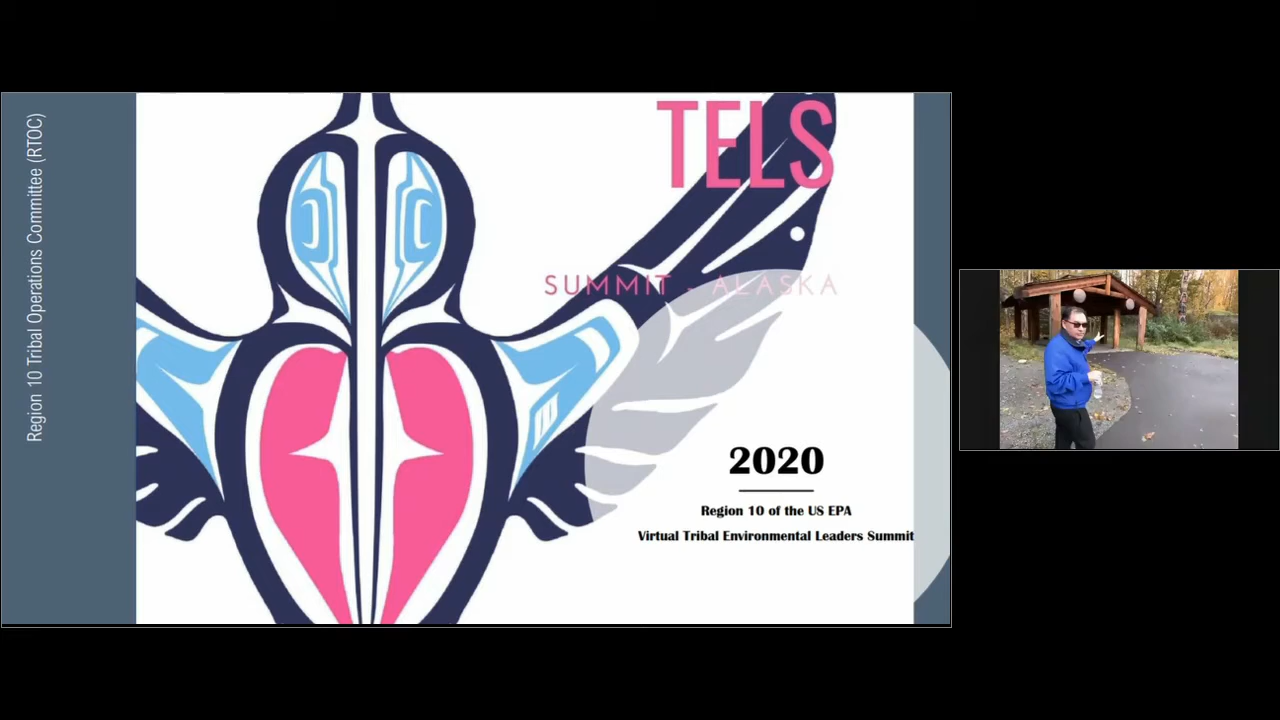 Region 10 Tribal Operations Committee (RTOC)
TELS
SUMMIT - ALASKA
2020
Region 10 of the US EPA
Virtual Tribal Environmental Leaders Summit